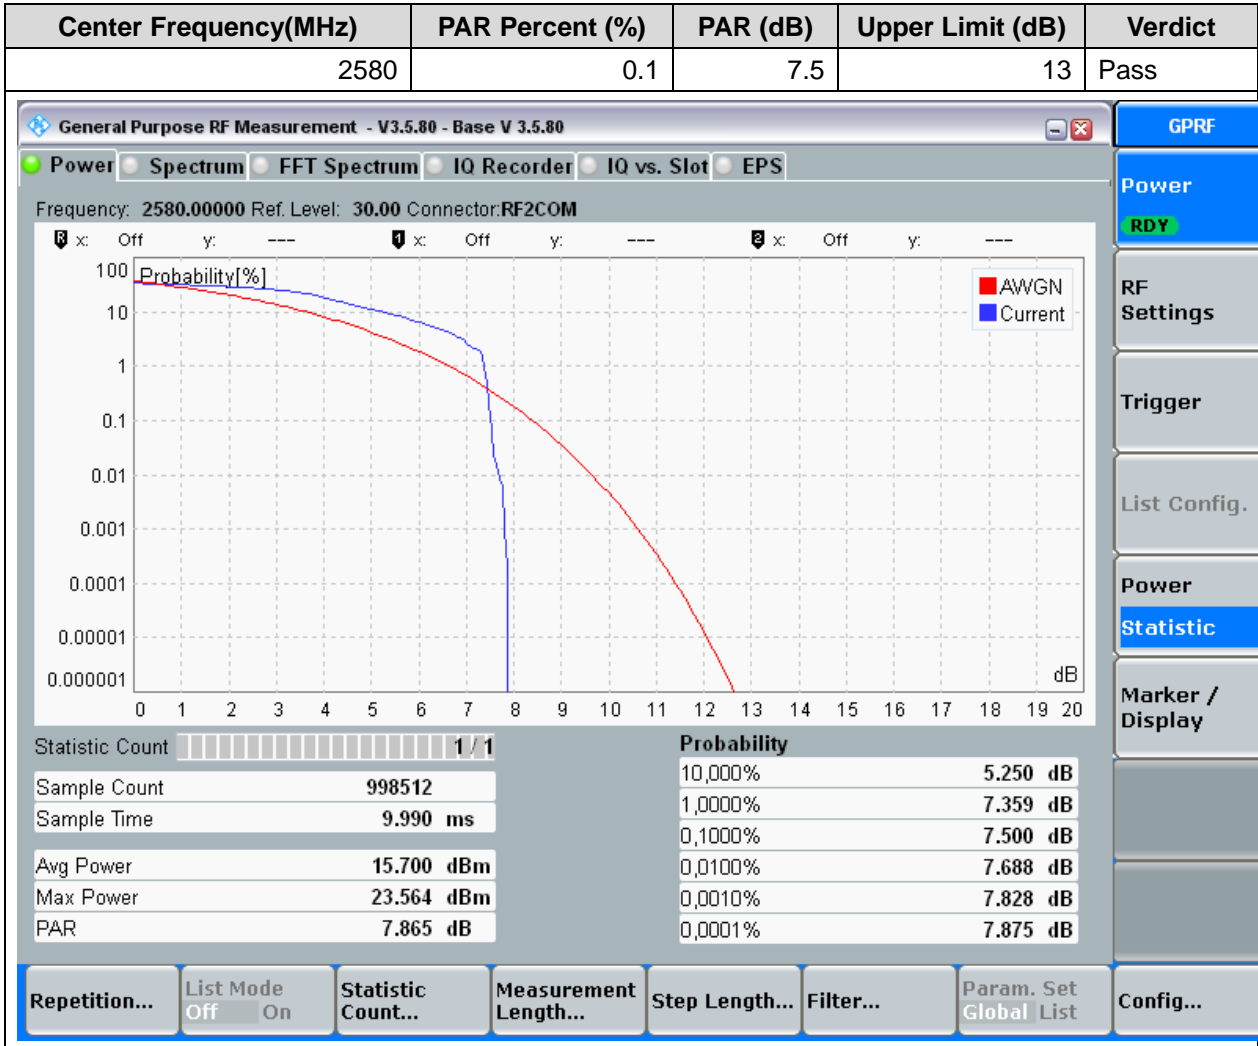 Center Frequency(MHz) PAR Percent (%) PAR (dB) Upper Limit (dB) Verdict
2580 0.1 7.5 13 Pass
General Purpose RF Measurement - V3.5.80 - Base V 3.5.80
GPRF
Power Spectrum FFT Spectrum IQ Recorder IQ vs. Slot EPS
Frequency: 2580.00000 Ref. Level: 30.00 Connector:RF2COM
R x: Off y: --- 1 x: Off y: --- 2 x: Off y: ---
Probability[%]
AWGN
Current
100
10
1
0.1
0.01
0.001
0.0001
0.00001
0.000001
dB
0 1 2 3 4 5 6 7 8 9 10 11 12 13 14 15 16 17 18 19 20
Statistic Count 1 / 1
Sample Count 998512
Sample Time 9.990 ms
Avg Power 15.700 dBm
Max Power 23.564 dBm
PAR 7.865 dB
Probability
10,000% 5.250 dB
1,0000% 7.359 dB
0,1000% 7.500 dB
0,0100% 7.688 dB
0,0010% 7.828 dB
0,0001% 7.875 dB
Power
RDY
RF
Settings
Trigger
List Config.
Power
Statistic
Marker /
Display
Repetition...
List Mode
Off On
Statistic
Count...
Measurement
Length...
Step Length...
Filter...
Param. Set
Global List
Config...